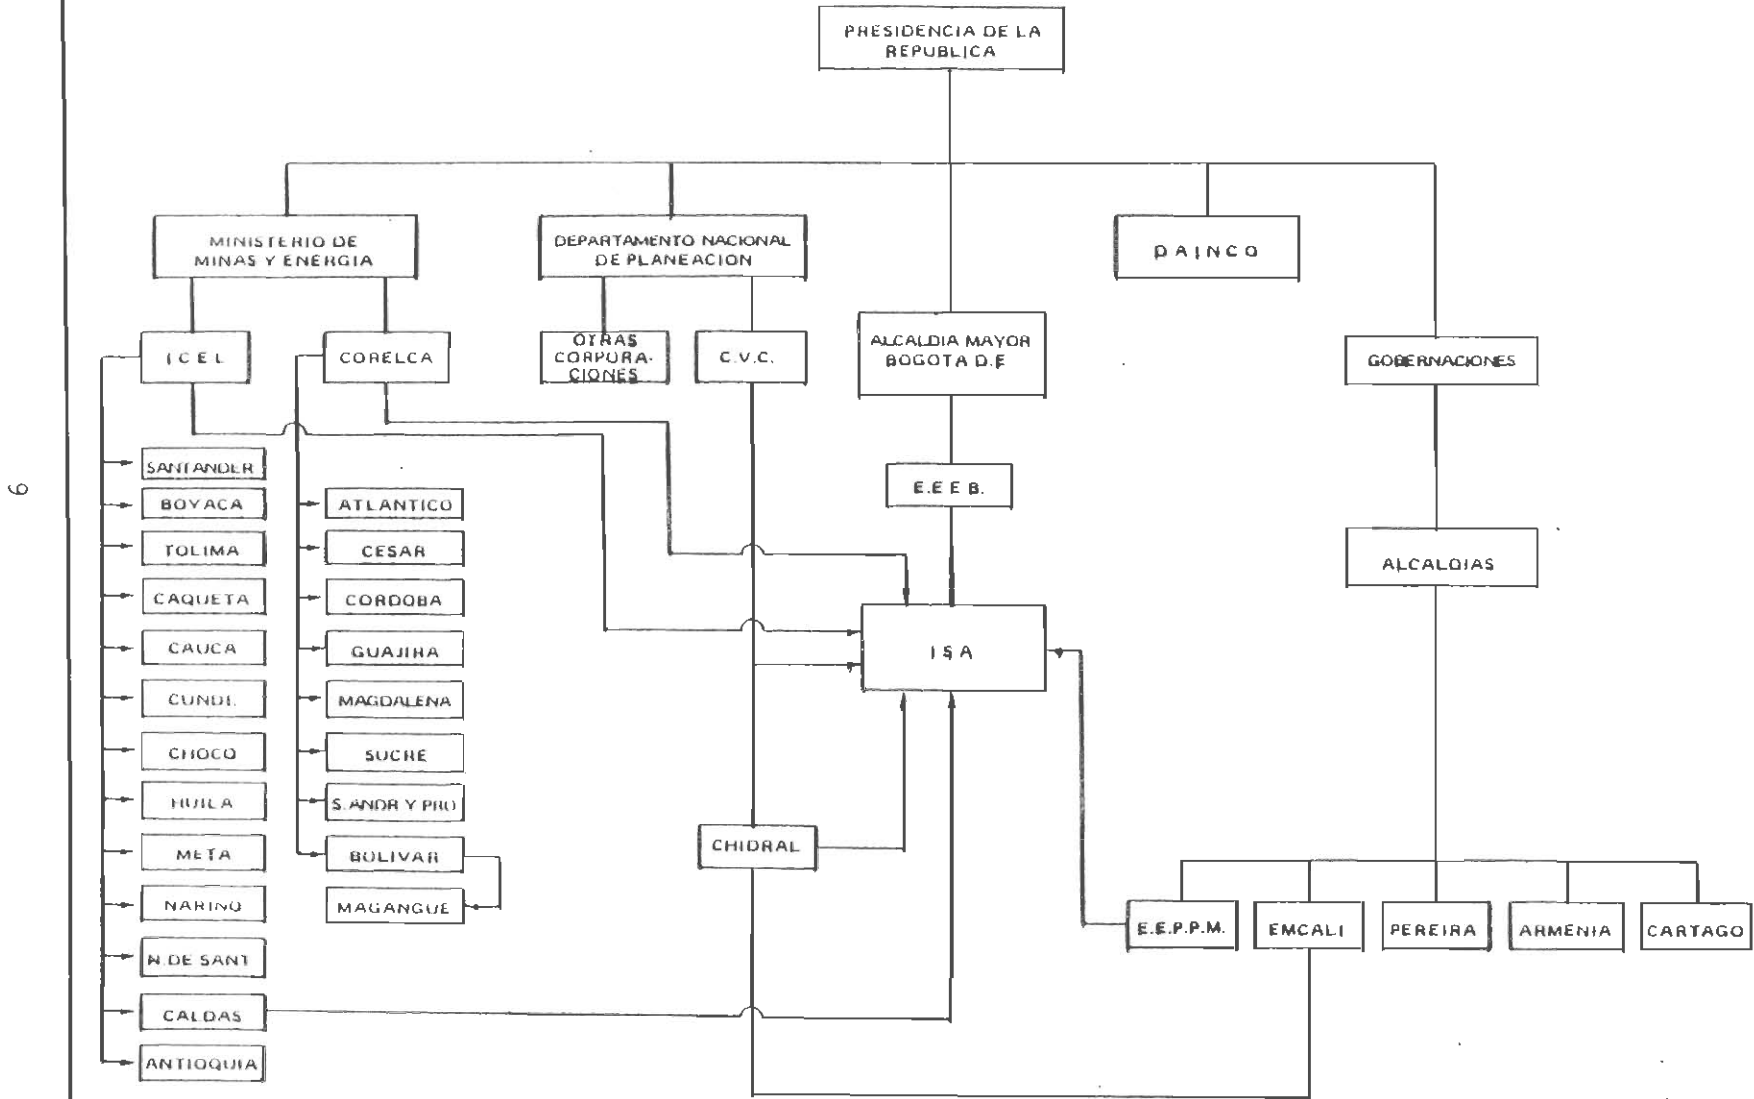 PRESIDENCIA DE LA
REPUBLICA
MINISTERIO DE
MINAS Y ENERGIA
DEPARTAMENTO NACIONAL
DE PLANEACION
DAINCO
ICEL
CORELCA
OTRAS
CORPORA-
CIONES
C.V.C.
ALCALDIA MAYOR
BOGOTA D.E
GOBERNACIONES
SANTANDER
BOYACA
TOLIMA
CAQUETA
CAUCA
CUNDI.
CHOCO
HUILA
META
NARINO
N.DE SANT
CALDAS
ANTIOQUIA
ATLANTICO
CESAR
CORDOBA
GUAJIRA
MAGDALENA
SUCRE
S.ANDR Y PRO
BOLIVAR
MAGANGUE
E.E E B.
ALCALDIAS
ISA
CHIDRAL
E.E.P.P.M.
EMCALI
PEREIRA
ARMENIA
CARTAGO
6